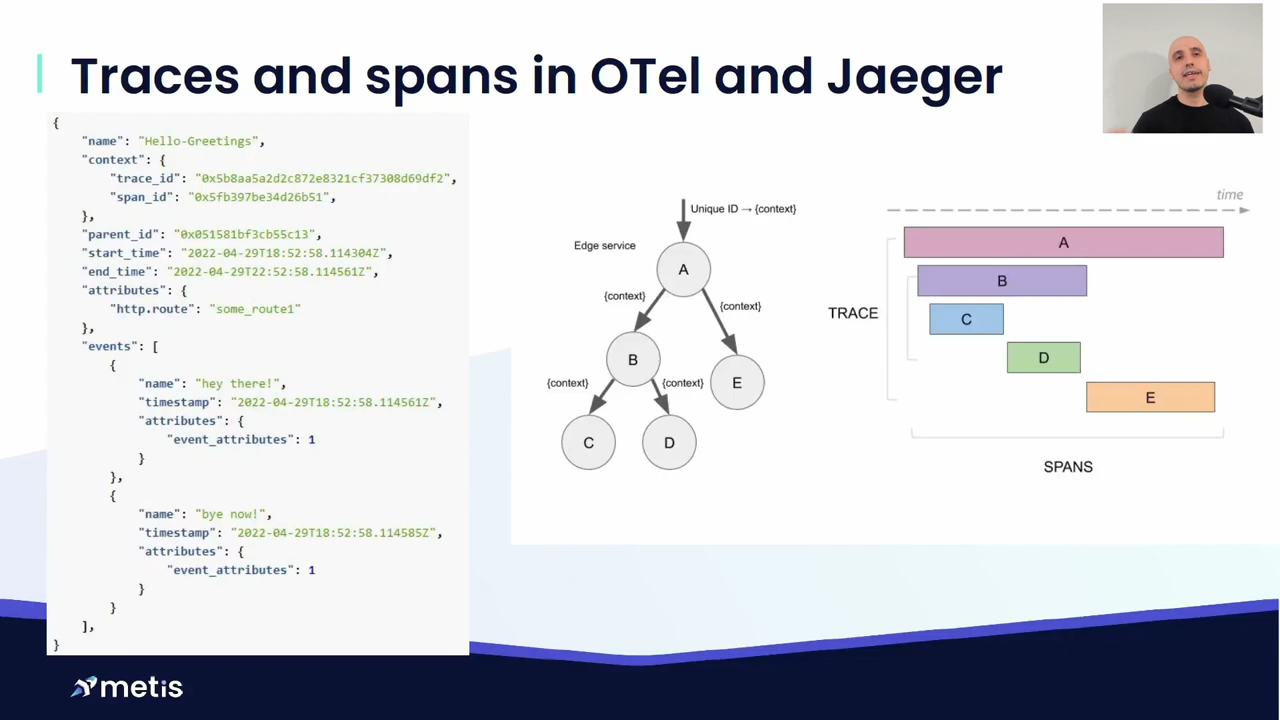 Traces and spans in OTel and Jaeger
{
"name": "Hello-Greetings",
"context": {
"trace_id": "0x5b8aa5a2d2c872e8321cf37308d69df2",
"span_id": "0x5fb397be34d26b51",
},
"parent_id": "0x051581bf3cb55c13",
"start_time": "2022-04-29T18:52:58.114304Z",
"end_time": "2022-04-29T22:52:58.114561Z",
"attributes": {
"http.route": "some_route1"
},
"events": [
{
"name": "hey there!",
"timestamp": "2022-04-29T18:52:58.114561Z",
"attributes": {
"event_attributes": 1
}
},
{
"name": "bye now!",
"timestamp": "2022-04-29T18:52:58.114585Z",
"attributes": {
"event_attributes": 1
}
}
],
}
Unique ID → {context}
Edge service
A
{context}
{context}
B
E
{context}
{context}
C
D
time
A
B
C
D
E
TRACE
SPANS
metis